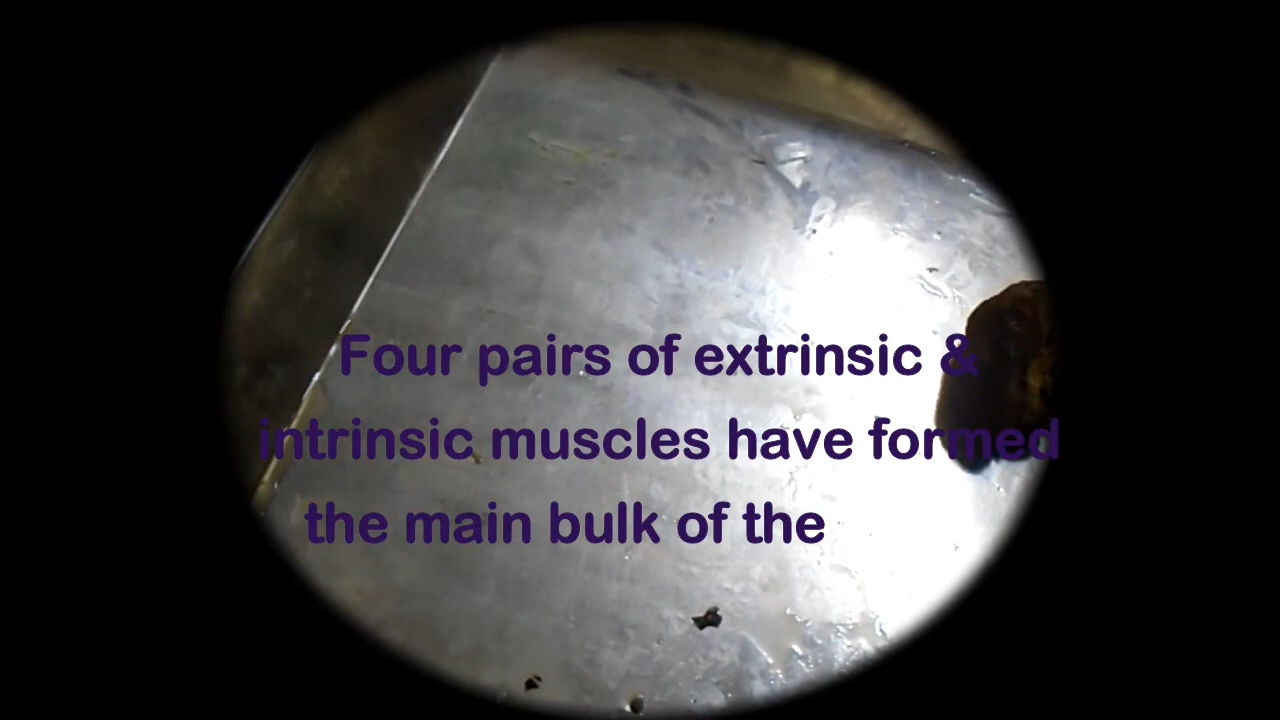 Four pairs of extrinsic &
intrinsic muscles have formed
the main bulk of the